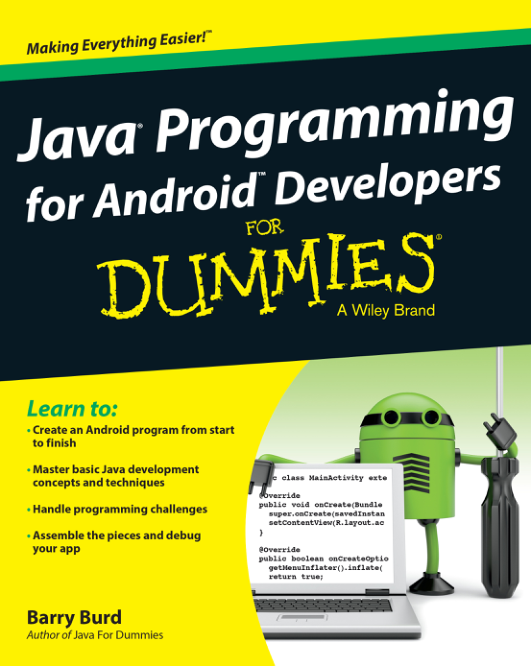 Making Everything Easier!™
Java® Programming
for Android™ Developers
FOR
DUMMIES®
A Wiley Brand
Learn to:
• Create an Android program from start
to finish
• Master basic Java development
concepts and techniques
• Handle programming challenges
• Assemble the pieces and debug
your app
Barry Burd
Author of Java For Dummies
c class MainActivity exte
@Override
public void onCreate(Bundle
super.onCreate(savedInstan
setContentView(R.layout.ac
}
@Override
public boolean onCreateOptio
getMenuInflater().inflate(
return true;